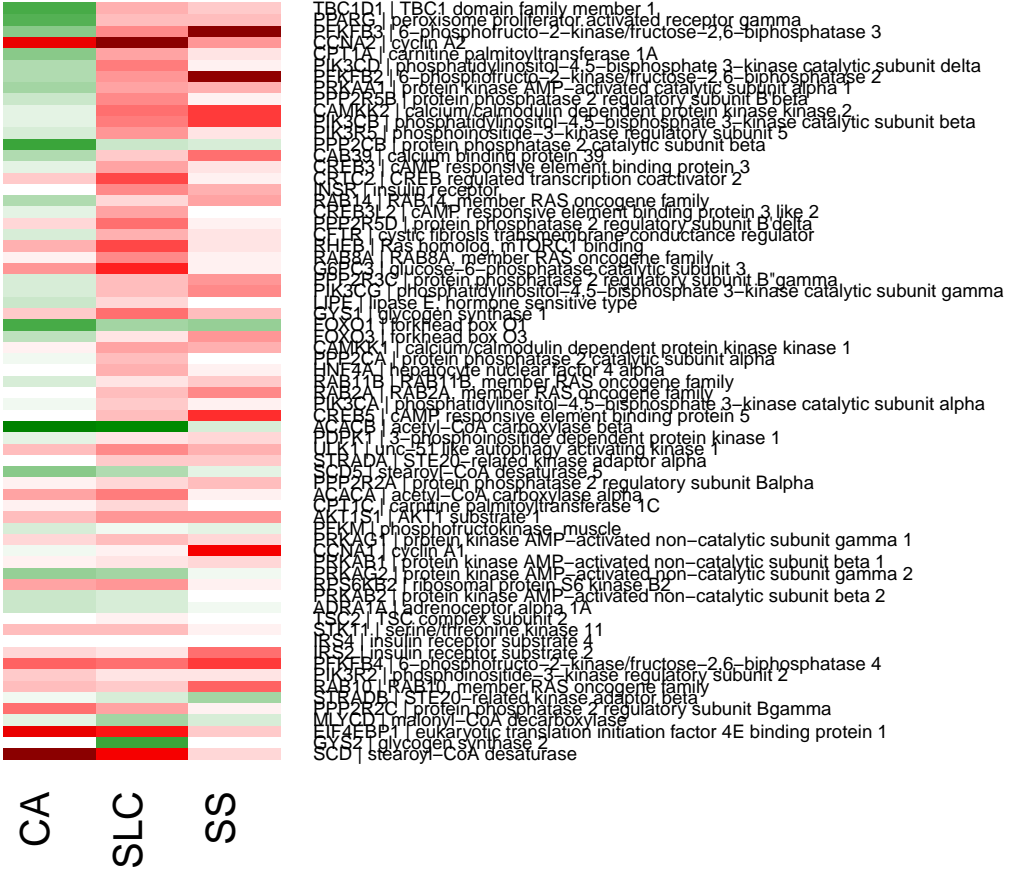 TBC1D1 | TBC1 domain family member 1
PPARG | peroxisome proliferator activated receptor gamma
PFKFB3 | 6−phosphofructo−2−kinase/fructose−2,6−biphosphatase 3
CCNA2 | cyclin A2
CPT1A | carnitine palmitoyltransferase 1A
PIK3CD | phosphatidylinositol−4,5−bisphosphate 3−kinase catalytic subunit delta
PFKFB2 | 6−phosphofructo−2−kinase/fructose−2,6−biphosphatase 2
PRKAA1 | protein kinase AMP−activated catalytic subunit alpha 1
PPP2R5B | protein phosphatase 2 regulatory subunit B'beta
CAMKK2 | calcium/calmodulin dependent protein kinase kinase 2
PIK3CB | phosphatidylinositol−4,5−bisphosphate 3−kinase catalytic subunit beta
PIK3R5 | phosphoinositide−3−kinase regulatory subunit 5
PPP2CB | protein phosphatase 2 catalytic subunit beta
CAB39 | calcium binding protein 39
CREB3 | cAMP responsive element binding protein 3
CRTC2 | CREB regulated transcription coactivator 2
INSR | insulin receptor
RAB14 | RAB14, member RAS oncogene family
CREB3L2 | cAMP responsive element binding protein 3 like 2
PPP2R5D | protein phosphatase 2 regulatory subunit B'delta
CFTR | cystic fibrosis transmembrane conductance regulator
RHEB | Ras homolog, mTORC1 binding
RAB8A | RAB8A, member RAS oncogene family
G6PC3 | glucose−6−phosphatase catalytic subunit 3
PPP2R3C | protein phosphatase 2 regulatory subunit B"gamma
PIK3CG | phosphatidylinositol−4,5−bisphosphate 3−kinase catalytic subunit gamma
LIPE | lipase E, hormone sensitive type
GYS1 | glycogen synthase 1
FOXO1 | forkhead box O1
FOXO3 | forkhead box O3
CAMKK1 | calcium/calmodulin dependent protein kinase kinase 1
PPP2CA | protein phosphatase 2 catalytic subunit alpha
HNF4A | hepatocyte nuclear factor 4 alpha
RAB11B | RAB11B, member RAS oncogene family
RAB2A | RAB2A, member RAS oncogene family
PIK3CA | phosphatidylinositol−4,5−bisphosphate 3−kinase catalytic subunit alpha
CREB5 | cAMP responsive element binding protein 5
ACACB | acetyl−CoA carboxylase beta
PDPK1 | 3−phosphoinositide dependent protein kinase 1
ULK1 | unc−51 like autophagy activating kinase 1
STRADA | STE20−related kinase adaptor alpha
SCD5 | stearoyl−CoA desaturase 5
PPP2R2A | protein phosphatase 2 regulatory subunit Balpha
ACACA | acetyl−CoA carboxylase alpha
CPT1C | carnitine palmitoyltransferase 1C
AKT1S1 | AKT1 substrate 1
PFKM | phosphofructokinase, muscle
PRKAG1 | protein kinase AMP−activated non−catalytic subunit gamma 1
CCNA1 | cyclin A1
PRKAB1 | protein kinase AMP−activated non−catalytic subunit beta 1
PRKAG2 | protein kinase AMP−activated non−catalytic subunit gamma 2
RPS6KB2 | ribosomal protein S6 kinase B2
PRKAB2 | protein kinase AMP−activated non−catalytic subunit beta 2
ADRA1A | adrenoceptor alpha 1A
TSC2 | TSC complex subunit 2
STK11 | serine/threonine kinase 11
IRS4 | insulin receptor substrate 4
IRS2 | insulin receptor substrate 2
PFKFB4 | 6−phosphofructo−2−kinase/fructose−2,6−biphosphatase 4
PIK3R2 | phosphoinositide−3−kinase regulatory subunit 2
RAB10 | RAB10, member RAS oncogene family
STRADB | STE20−related kinase adaptor beta
PPP2R2C | protein phosphatase 2 regulatory subunit Bgamma
MLYCD | malonyl−CoA decarboxylase
EIF4EBP1 | eukaryotic translation initiation factor 4E binding protein 1
GYS2 | glycogen synthase 2
SCD | stearoyl−CoA desaturase
CA
SLC
SS